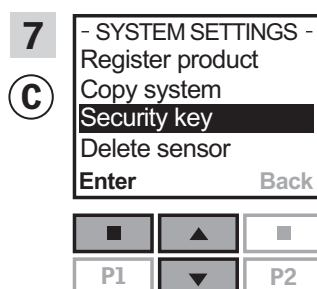 7
C
- SYSTEM SETTINGS -
Register product
Copy system
Security key
Delete sensor
Enter Back
P1 P2